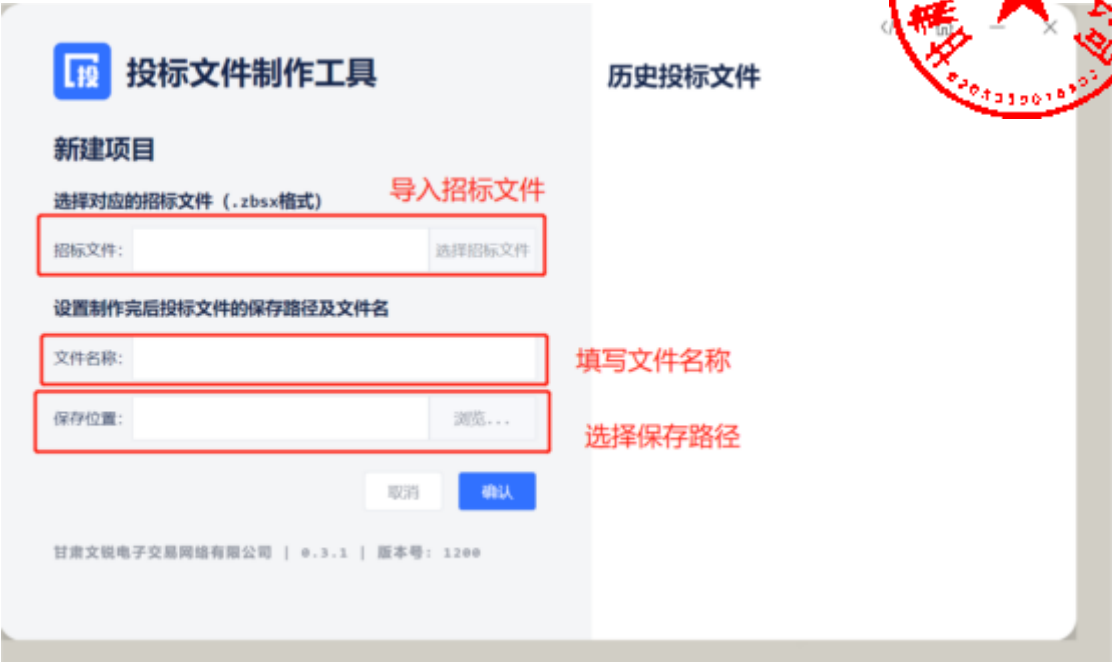 投
投标文件制作工具
历史投标文件
新建项目
选择对应的招标文件（.zbsx格式）
导入招标文件
招标文件:
选择招标文件
设置制作完后投标文件的保存路径及文件名
文件名称:
填写文件名称
保存位置:
浏览...
选择保存路径
取消
确认
甘肃文锐电子交易网络有限公司 | 0.3.1 | 版本号: 1200